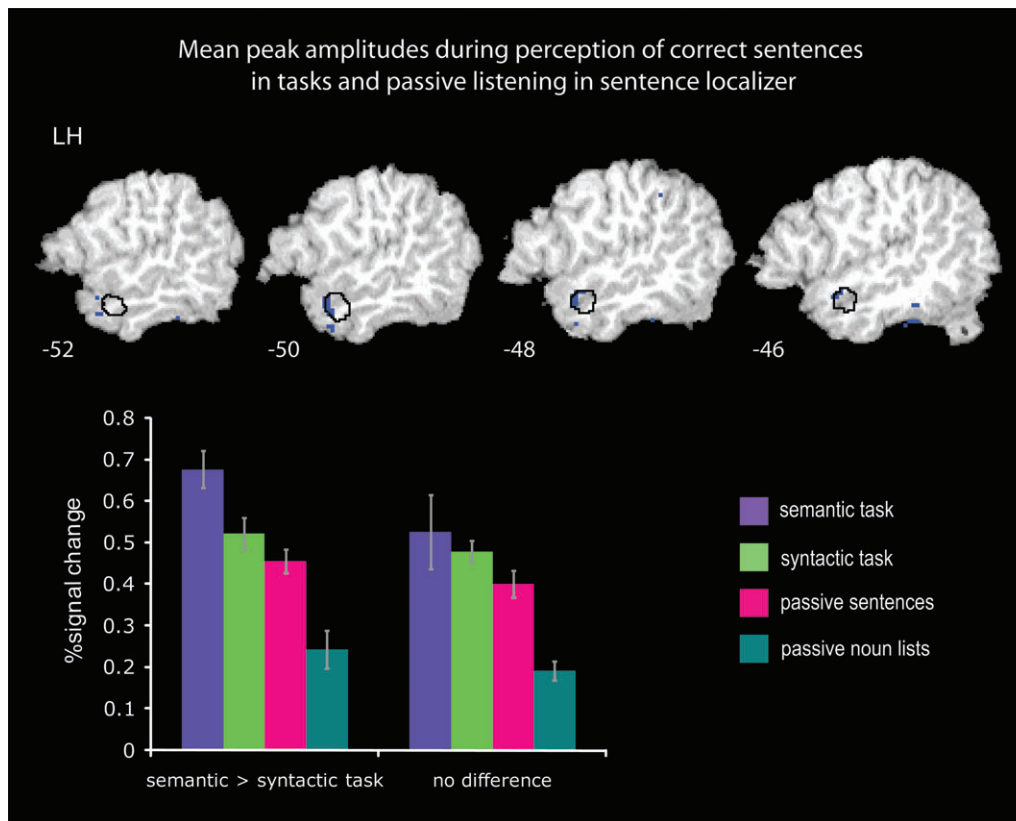 Mean peak amplitudes during perception of correct sentences
in tasks and passive listening in sentence localizer
LH
-52
-50
-48
-46
%signal change
0.8
0.7
0.6
0.5
0.4
0.3
0.2
0.1
0
semantic > syntactic task
no difference
semantic task
syntactic task
passive sentences
passive noun lists